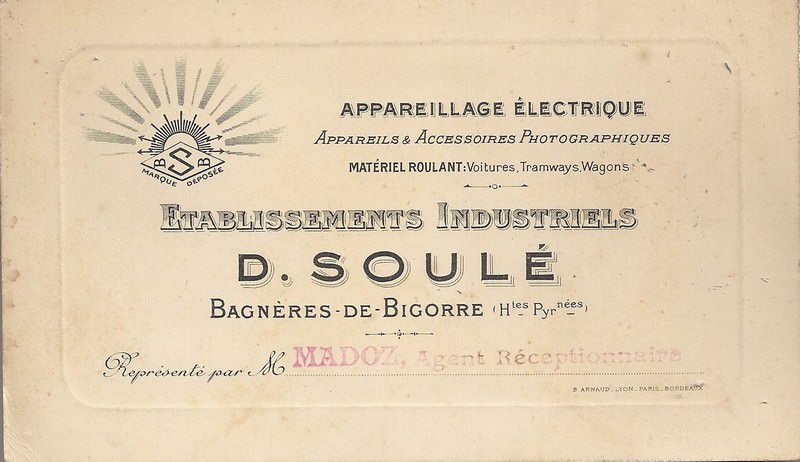 APPAREILLAGE ÉLECTRIQUE
APPAREILS & ACCESSOIRES PHOTOGRAPHIQUES
MATÉRIEL ROULANT: Voitures, Tramways, Wagons
B S B
MARQUE DÉPOSÉE
ETABLISSEMENTS INDUSTRIELS
D. SOULÉ
BAGNÈRES-DE-BIGORRE (Htes Pyrnées)
Représenté par M MADOZ, Agent Réceptionnaire
B. ARNAUD. LYON. PARIS. BORDEAUX